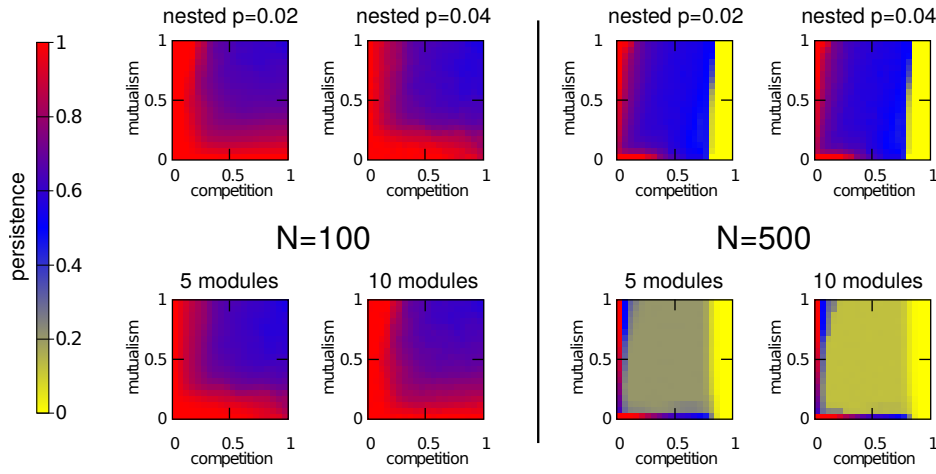 nested p=0.02
nested p=0.04
nested p=0.02
nested p=0.04
1
0.8
0.6
0.4
0.2
0
persistence
1
0.5
0
mutualism
0
0.5
1
competition
1
0.5
0
mutualism
0
0.5
1
competition
1
0.5
0
mutualism
0
0.5
1
competition
1
0.5
0
mutualism
0
0.5
1
competition
N=100
N=500
5 modules
10 modules
5 modules
10 modules
1
0.5
0
mutualism
0
0.5
1
competition
1
0.5
0
mutualism
0
0.5
1
competition
1
0.5
0
mutualism
0
0.5
1
competition
1
0.5
0
mutualism
0
0.5
1
competition